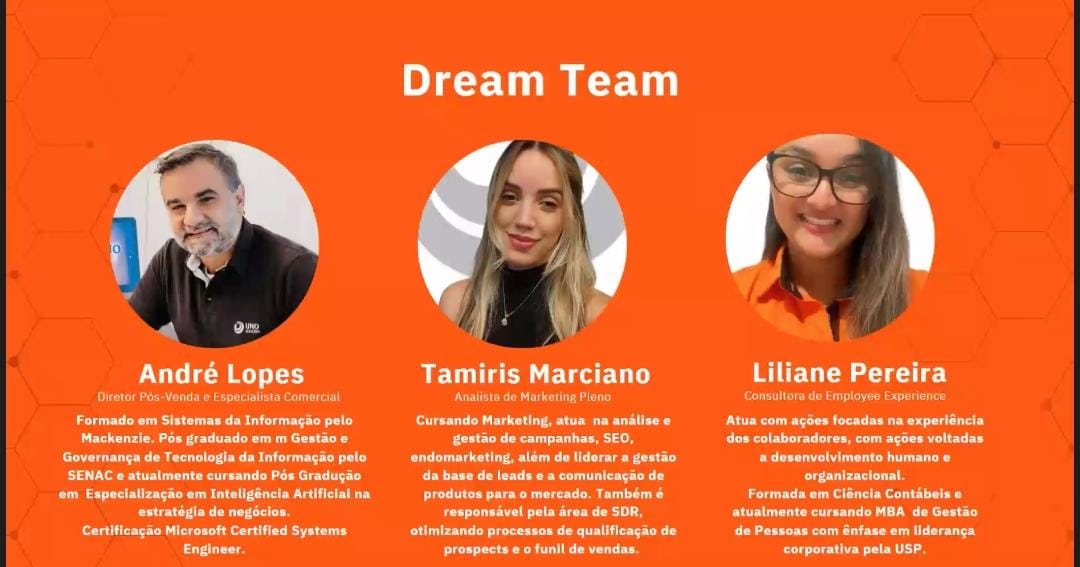 Dream Team
UNO
André Lopes
Diretor Pós-Venda e Especialista Comercial
Formado em Sistemas da Informação pelo
Mackenzie. Pós graduado em m Gestão e
Governança de Tecnologia da Informação pelo
SENAC e atualmente cursando Pós Gradução
em Especialização em Inteligência Artificial na
estratégia de negócios.
Certificação Microsoft Certified Systems
Engineer.
Tamiris Marciano
Analista de Marketing Pleno
Cursando Marketing, atua na análise e
gestão de campanhas, SEO,
endomarketing, além de liderar a gestão
da base de leads e a comunicação de
produtos para o mercado. Também é
responsável pela área de SDR,
otimizando processos de qualificação de
prospects e o funil de vendas.
Liliane Pereira
Consultora de Employee Experience
Atua com ações focadas na experiência
dos colaboradores, com ações voltadas
a desenvolvimento humano e
organizacional.
Formada em Ciência Contábeis e
atualmente cursando MBA de Gestão
de Pessoas com ênfase em liderança
corporativa pela USP.